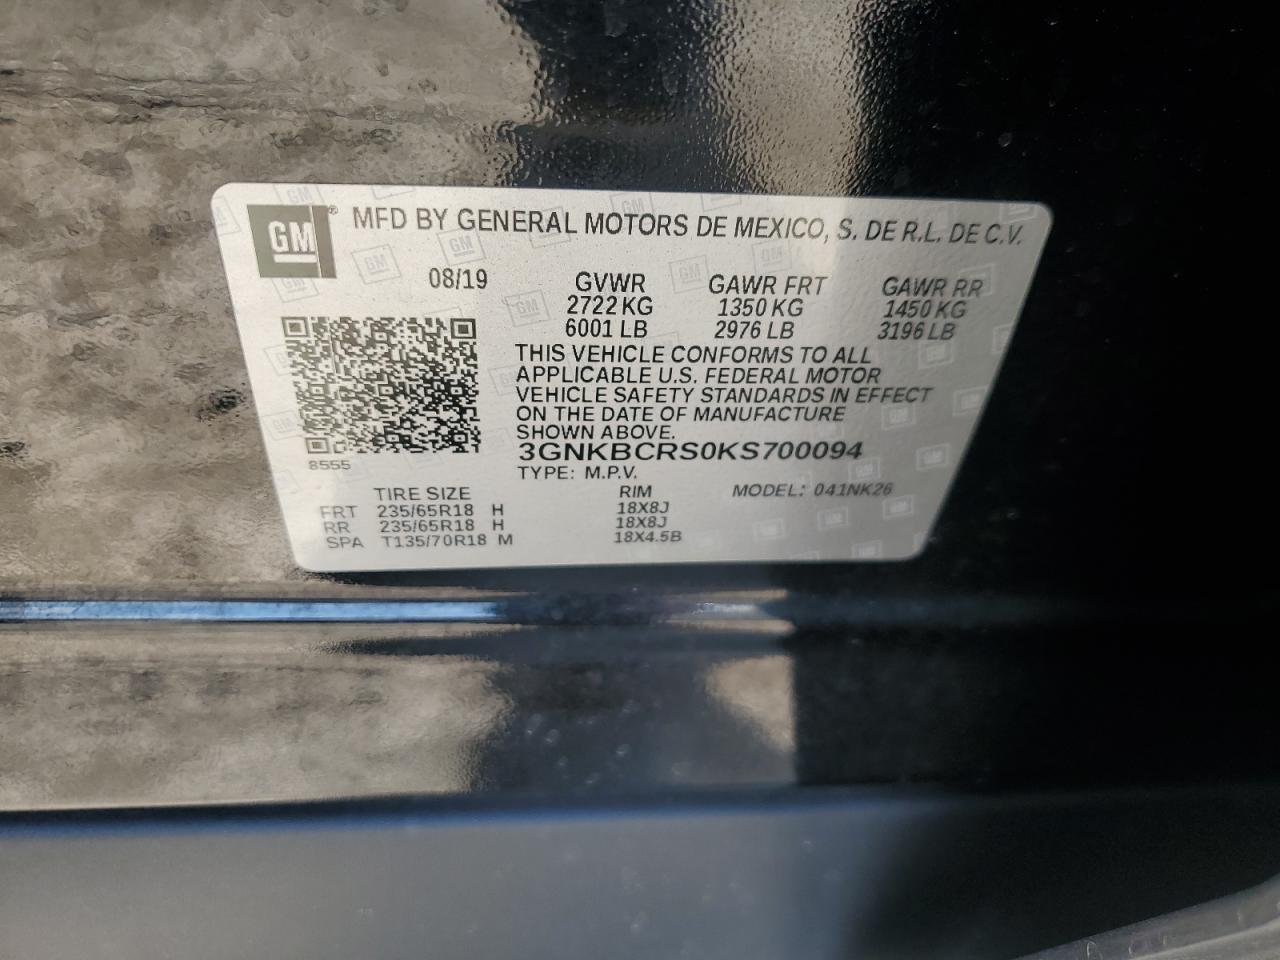 GM® MFD BY GENERAL MOTORS DE MEXICO, S. DE R.L. DE C.V.
08/19 GVWR GAWR FRT GAWR RR
2722 KG 1350 KG 1450 KG
6001 LB 2976 LB 3196 LB
THIS VEHICLE CONFORMS TO ALL
APPLICABLE U.S. FEDERAL MOTOR
VEHICLE SAFETY STANDARDS IN EFFECT
ON THE DATE OF MANUFACTURE
SHOWN ABOVE.
3GNKBCRS0KS700094
8555
TYPE: M.P.V.
TIRE SIZE RIM MODEL: 041NK26
FRT 235/65R18 H 18X8J
RR 235/65R18 H 18X8J
SPA T135/70R18 M 18X4.5B